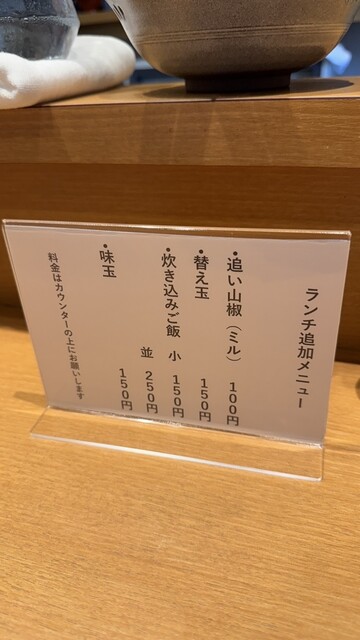 ランチ追加メニュー
・追い山椒（ミル） 100円
・替え玉 150円
・炊き込みご飯 小 150円
並 250円
・味玉 150円
料金はカウンターの上にお願いします